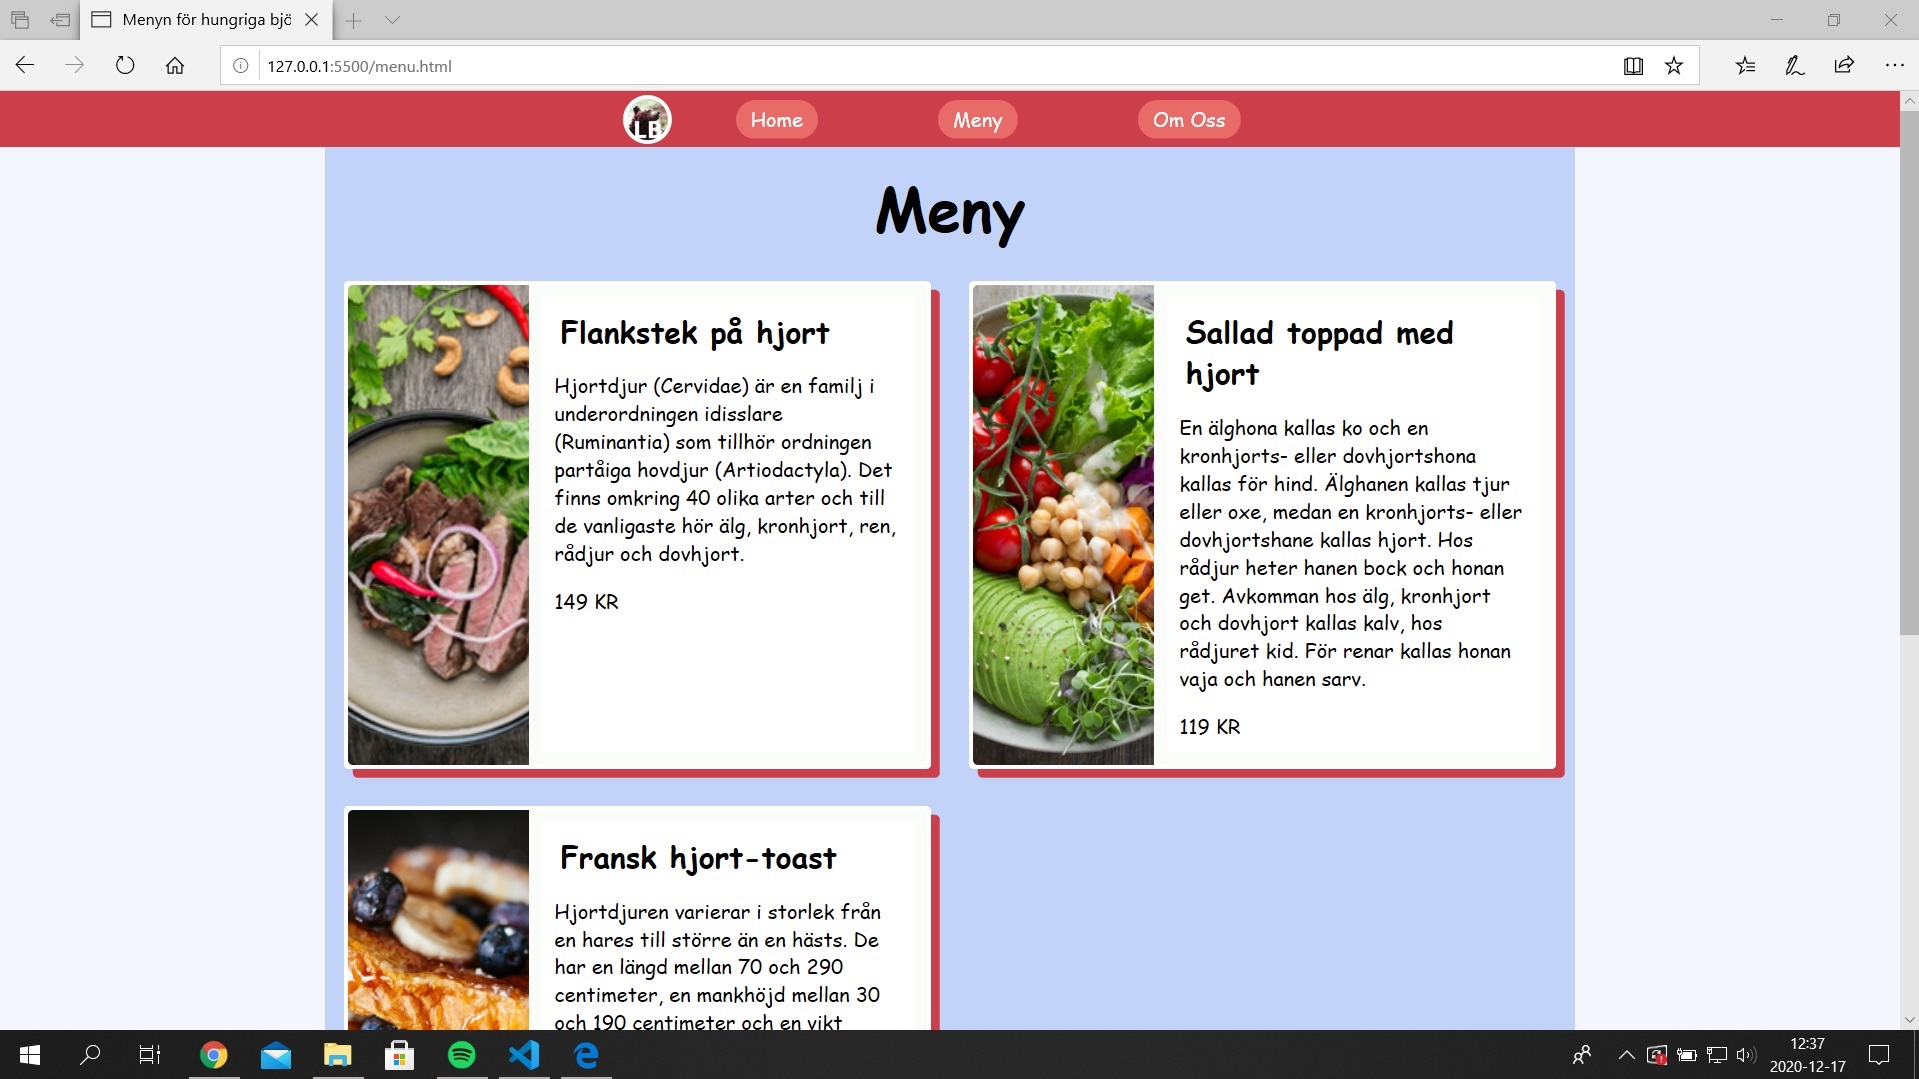 Menyn för hungriga bjö
127.0.0.1:5500/menu.html
LB
Home
Meny
Om Oss
Meny
Flankstek på hjort
Hjortdjur (Cervidae) är en familj i
underordningen idisslare
(Ruminantia) som tillhör ordningen
partåiga hovdjur (Artiodactyla). Det
finns omkring 40 olika arter och till
de vanligaste hör älg, kronhjort, ren,
rådjur och dovhjort.
149 KR
Sallad toppad med
hjort
En älghona kallas ko och en
kronhjorts- eller dovhjortshona
kallas för hind. Älghanen kallas tjur
eller oxe, medan en kronhjorts- eller
dovhjortshane kallas hjort. Hos
rådjur heter hanen bock och honan
get. Avkomman hos älg, kronhjort
och dovhjort kallas kalv, hos
rådjuret kid. För renar kallas honan
vaja och hanen sarv.
119 KR
Fransk hjort-toast
Hjortdjuren varierar i storlek från
en hares till större än en hästs. De
har en längd mellan 70 och 290
centimeter, en mankhöjd mellan 30
och 190 centimeter och en vikt
12:37
2020-12-17